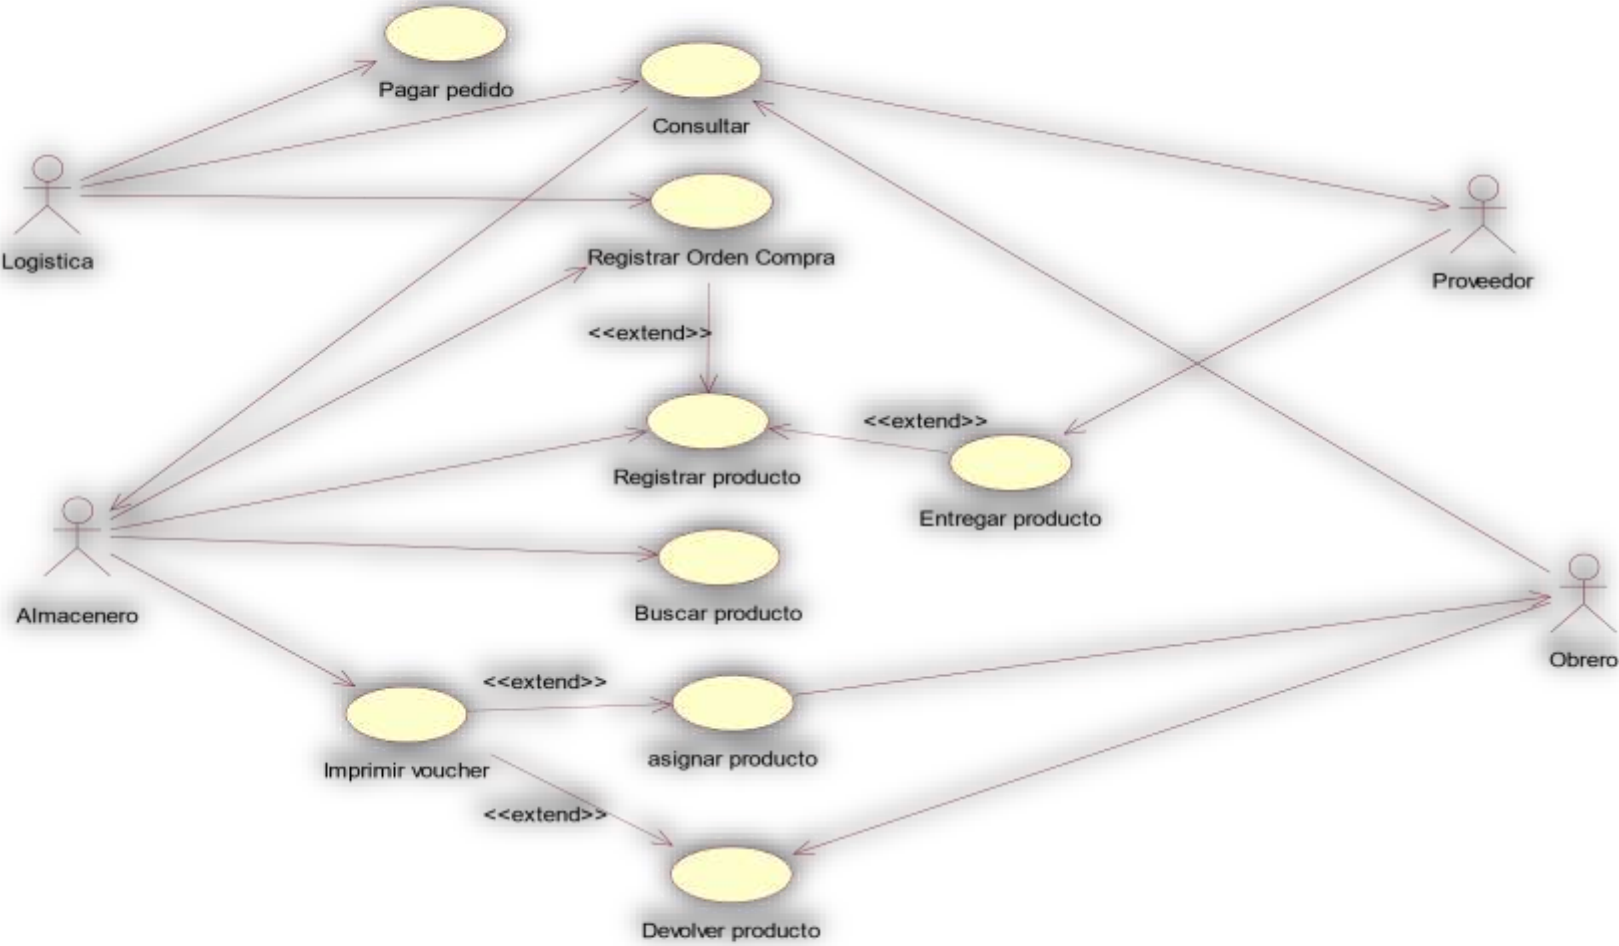 Pagar pedido
Consultar
Logistica
Registrar Orden Compra
Proveedor
<<extend>>
<<extend>>
Registrar producto
Entregar producto
Almacenero
Buscar producto
Obrero
<<extend>>
asignar producto
Imprimir voucher
<<extend>>
Devolver producto